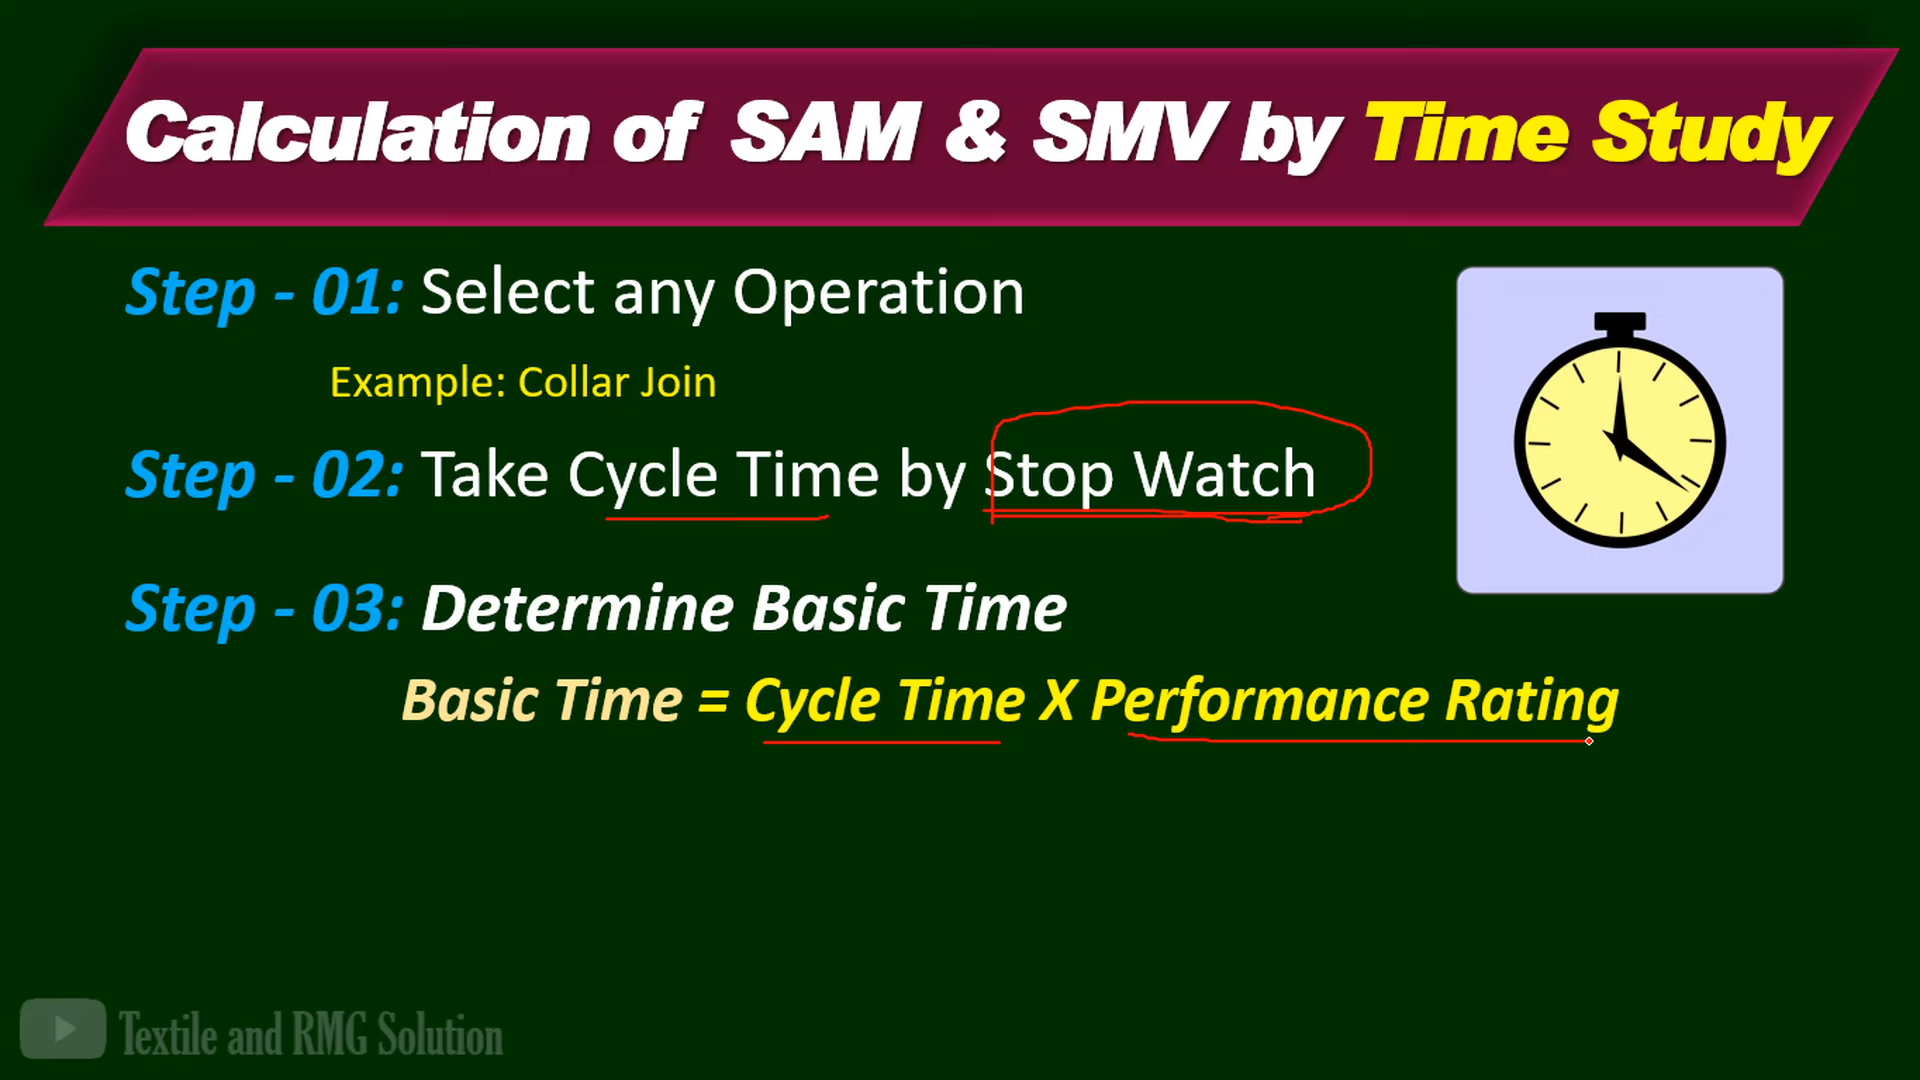 Calculation of SAM & SMV by Time Study
Step - 01: Select any Operation
Example: Collar Join
Step - 02: Take Cycle Time by Stop Watch
Step - 03: Determine Basic Time
Basic Time = Cycle Time X Performance Rating
Textile and RMG Solution